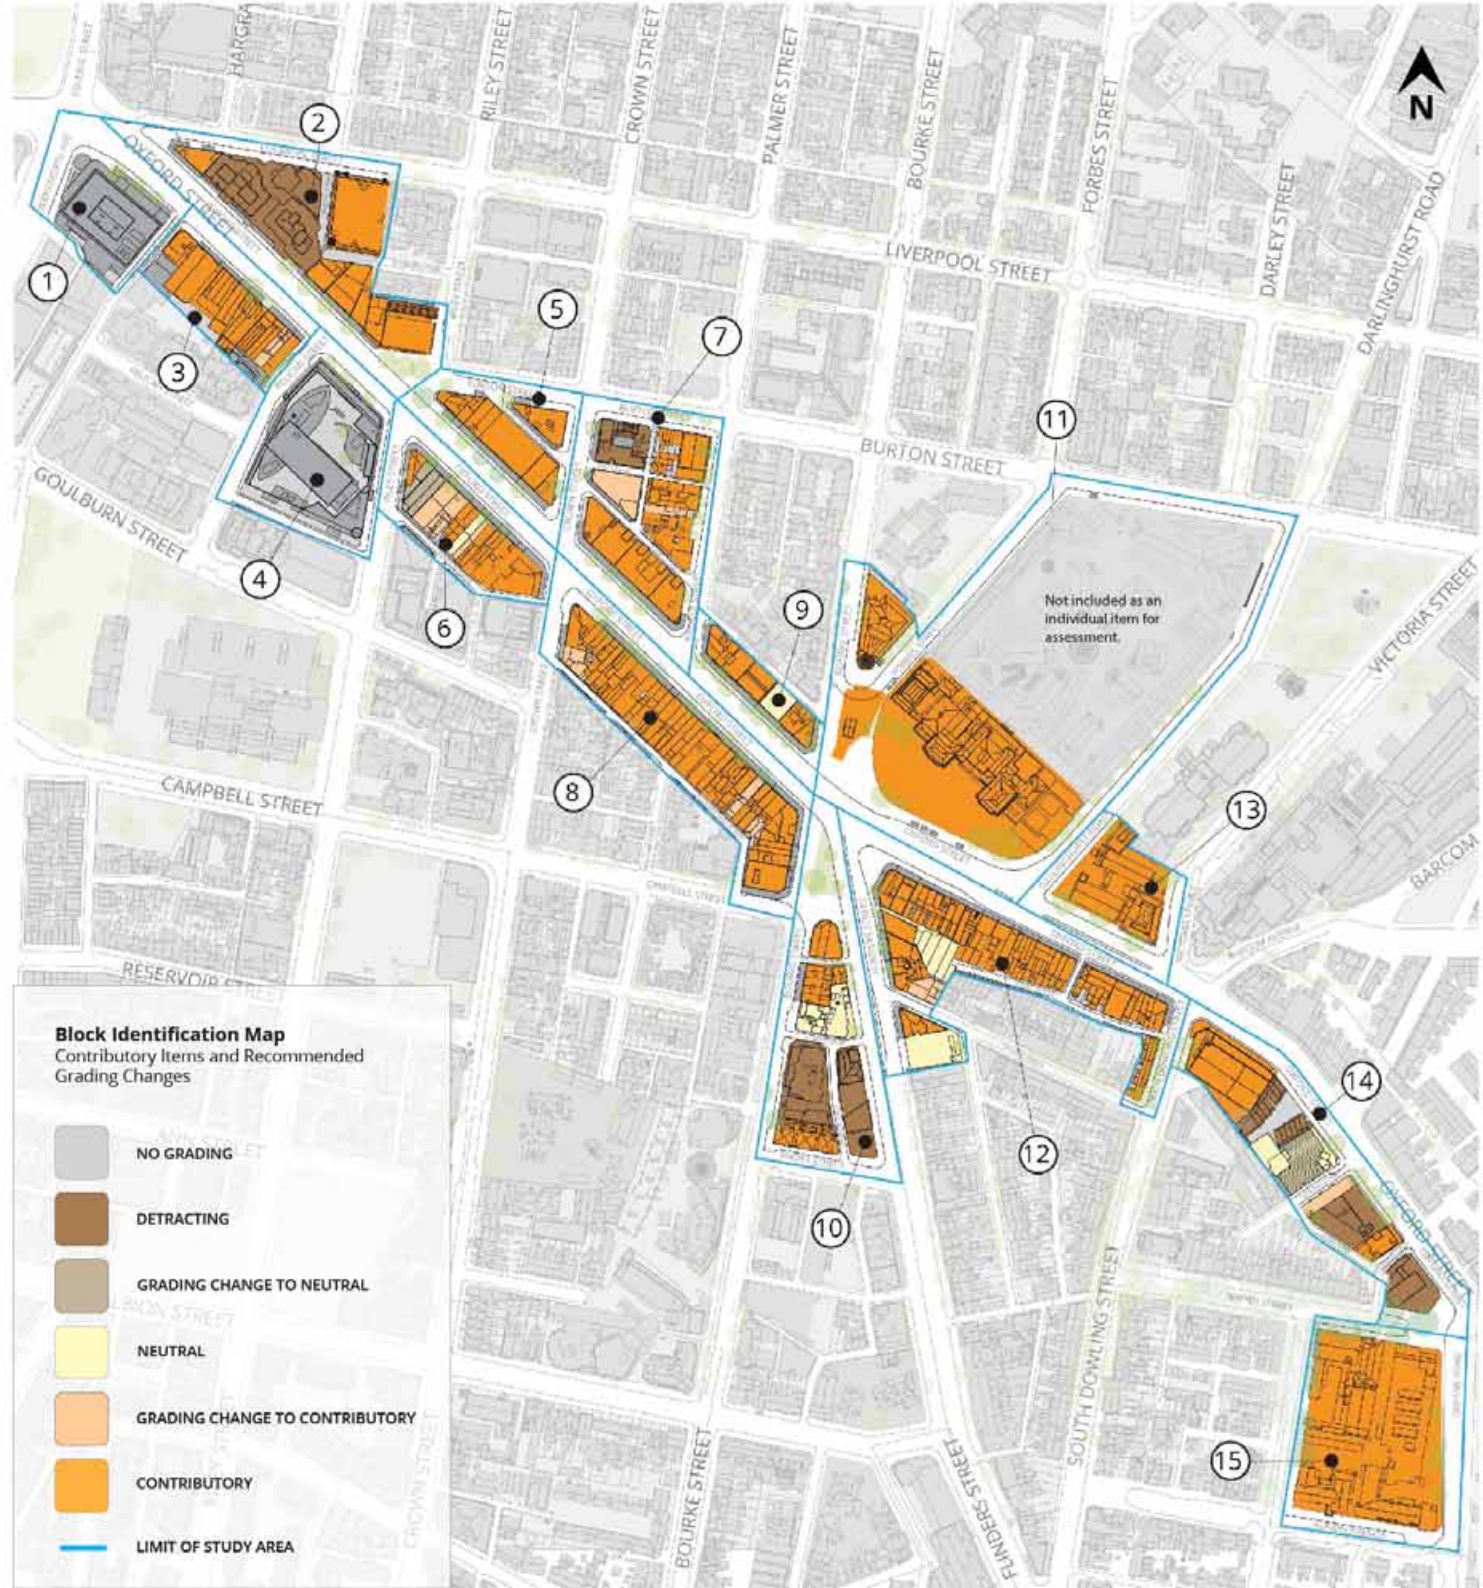 HARGRA
RILEY STREET
CROWN STREET
PALMER STREET
BOURKE STREET
FORBES STREET
DARLEY STREET
DARLINGHURST ROAD
N
2
OXFORD STREET
1
LIVERPOOL STREET
5
7
3
11
BURTON STREET
GOULBURN STREET
4
6
9
Not included as an
individual item for
assessment.
VICTORIA STREET
8
CAMPBELL STREET
13
BARCOM
CAMPBELL STREET
RESERVOIR STREET
14
12
10
OXFORD STREET
SOUTH DOWLING STREET
15
BOURKE STREET
FLINDERS STREET
Block Identification Map
Contributory Items and Recommended
Grading Changes
NO GRADING
DETRACTING
GRADING CHANGE TO NEUTRAL
NEUTRAL
GRADING CHANGE TO CONTRIBUTORY
CONTRIBUTORY
LIMIT OF STUDY AREA
CROWN STREET